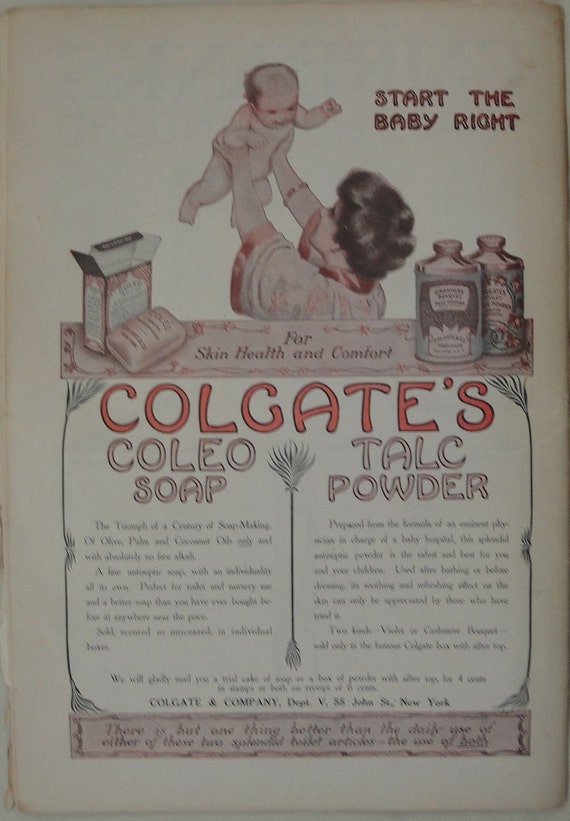 START THE
BABY RIGHT
COLEO
COLEO
CASHMERE
BOUQUET
For
Skin Health and Comfort
COLGATE'S
COLEO
SOAP
The Triumph of a Century of Soap-Making
Of Olive, Palm and Cocoanut Oils only and
with absolutely no free alkali.
A fine antiseptic soap, with an individuality
all its own. Perfect for toilet and nursery use
and a better soap than you have ever bought be-
fore at anywhere near the price.
Sold, scented or unscented, in individual
boxes.
TALC
POWDER
Prepared from the formula of an eminent phy-
sician in charge of a baby hospital, this splendid
antiseptic powder is the safest and best for you
and your children. Used after bathing or before
dressing, its soothing and refreshing effect on the
skin can only be appreciated by those who have
tried it.
Two kinds—Violet or Cashmere Bouquet—
sold only in the famous Colgate box with sifter top.
We will gladly mail you a trial cake of soap or a box of powder with sifter top, for 4 cents
in stamps or both on receipt of 6 cents.
COLGATE & COMPANY, Dept. V, 55 John St., New York
There is but one thing better than the daily use of
either of these two splendid toilet articles—the use of both.